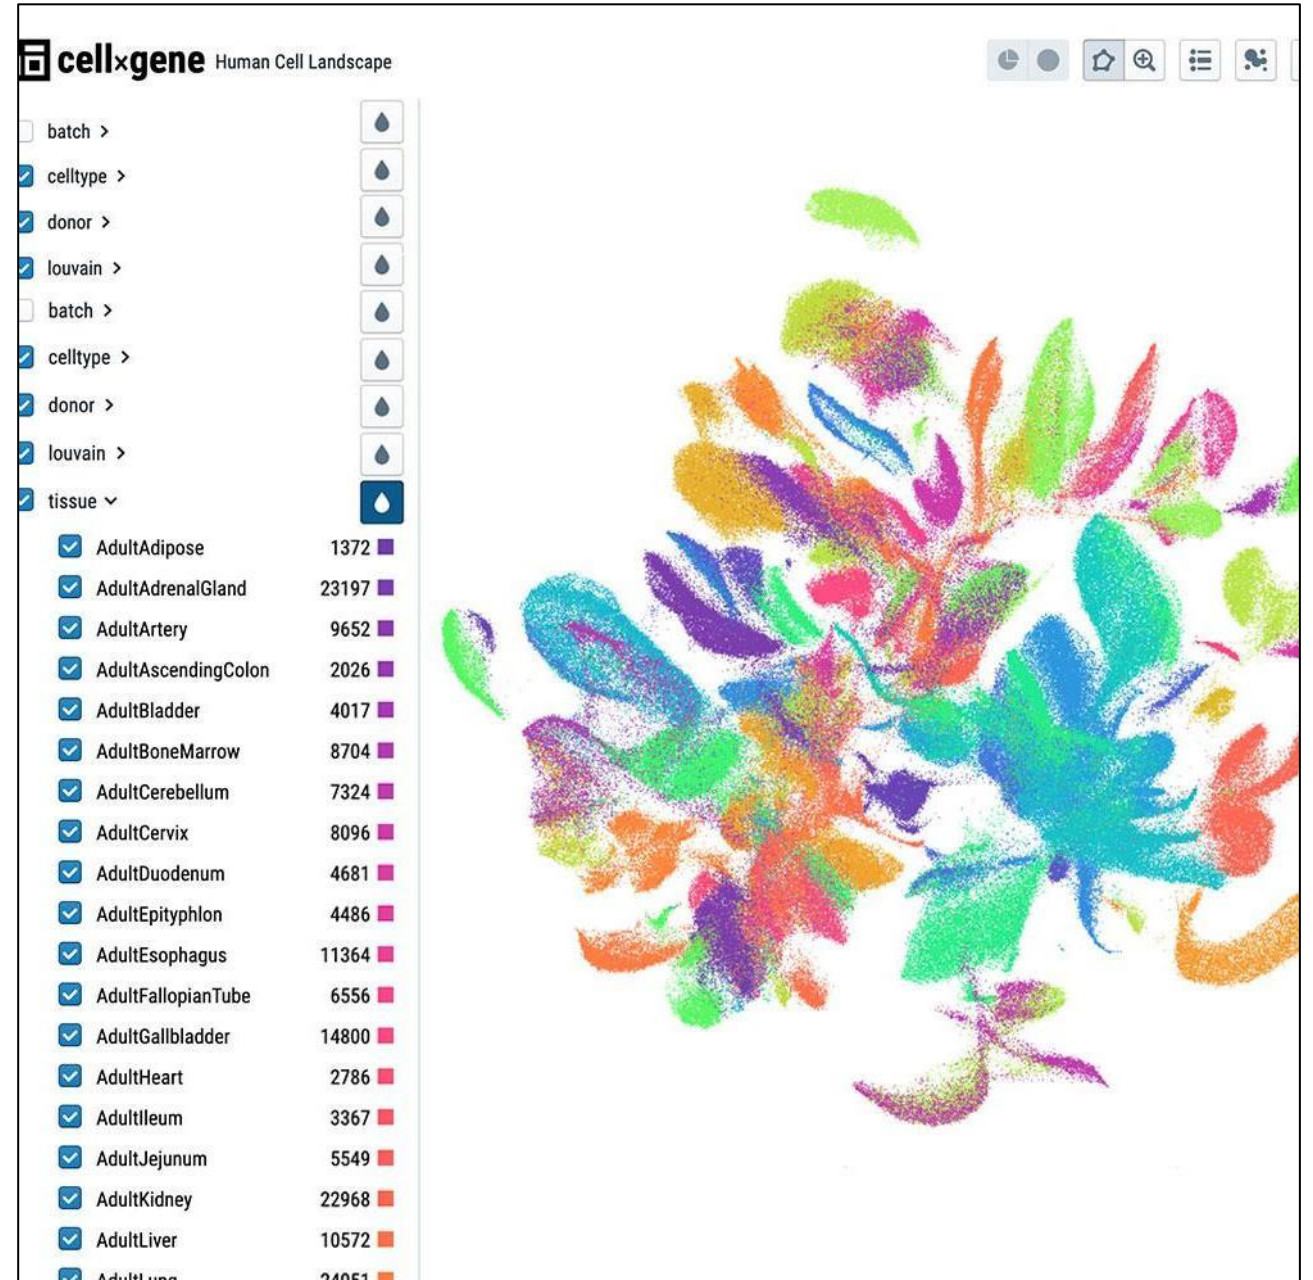 cell×gene Human Cell Landscape
batch >
celltype >
donor >
louvain >
batch >
celltype >
donor >
louvain >
tissue
AdultAdipose 1372
AdultAdrenalGland 23197
AdultArtery 9652
AdultAscendingColon 2026
AdultBladder 4017
AdultBoneMarrow 8704
AdultCerebellum 7324
AdultCervix 8096
AdultDuodenum 4681
AdultEpityphlon 4486
AdultEsophagus 11364
AdultFallopianTube 6556
AdultGallbladder 14800
AdultHeart 2786
AdultIleum 3367
AdultJejunum 5549
AdultKidney 22968
AdultLiver 10572
AdultLung 24051